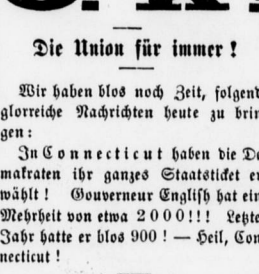 Die Union für immer!
Wir haben blos noch Zeit, folgend
glorreiche Nachrichten heute zu brin
gen:
In Connecticut haben die De
makraten ihr ganzes Staatsticket er
wählt! Gouverneur English hat ein
Mehrheit von etwa 2000!!! Letzte
Jahr hatte er blos 900! — Heil, Con
necticut!